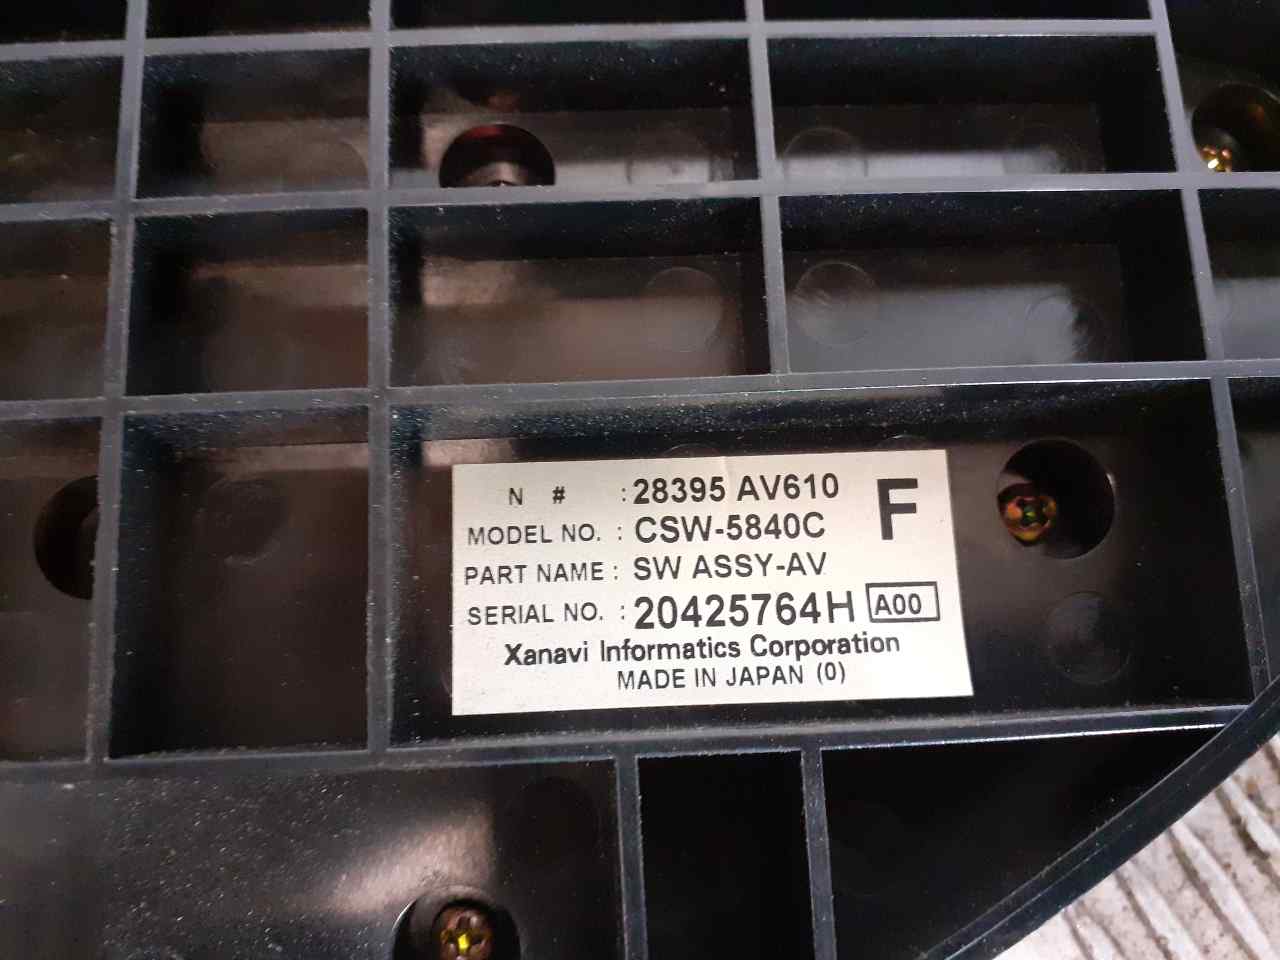 N # : 28395 AV610 F
MODEL NO. : CSW-5840C
PART NAME : SW ASSY-AV
SERIAL NO. : 20425764H A00
Xanavi Informatics Corporation
MADE IN JAPAN (0)